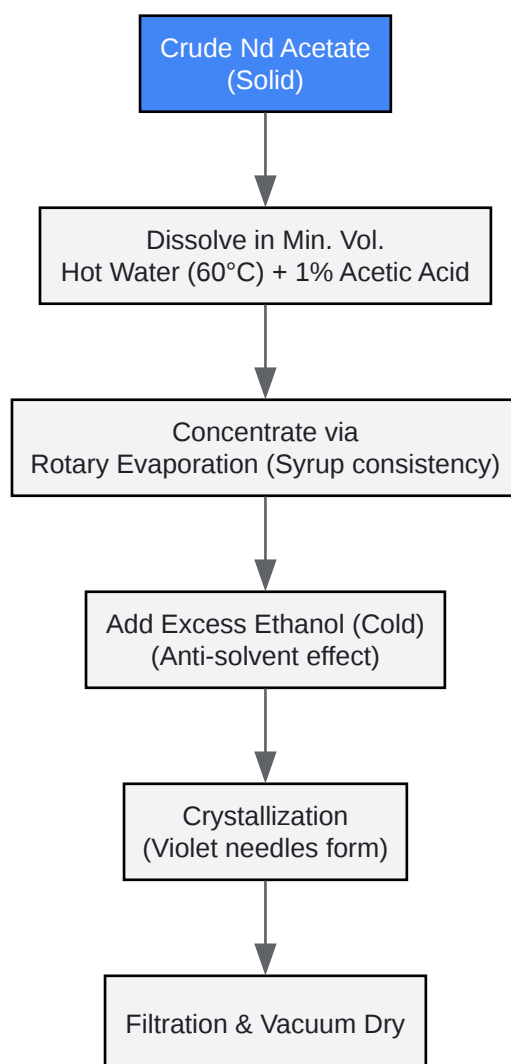 Crude Nd Acetate
(Solid)
Dissolve in Min. Vol.
Hot Water (60°C) + 1% Acetic Acid
Concentrate via
Rotary Evaporation (Syrup consistency)
Add Excess Ethanol (Cold)
(Anti-solvent effect)
Crystallization
(Violet needles form)
Filtration & Vacuum Dry